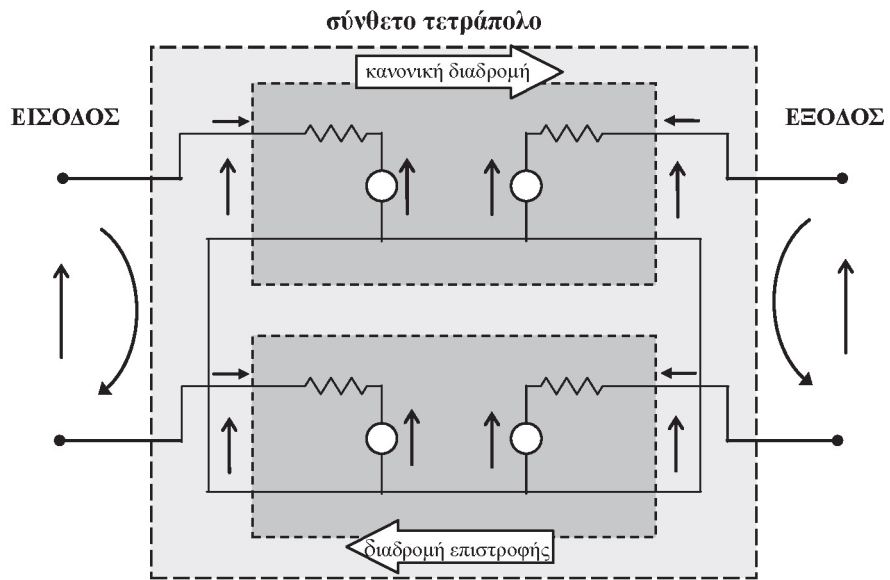 σύνθετο τετράπολο
κανονική διαδρομή
ΕΙΣΟΔΟΣ
ΕΞΟΔΟΣ
διαδρομή επιστροφής